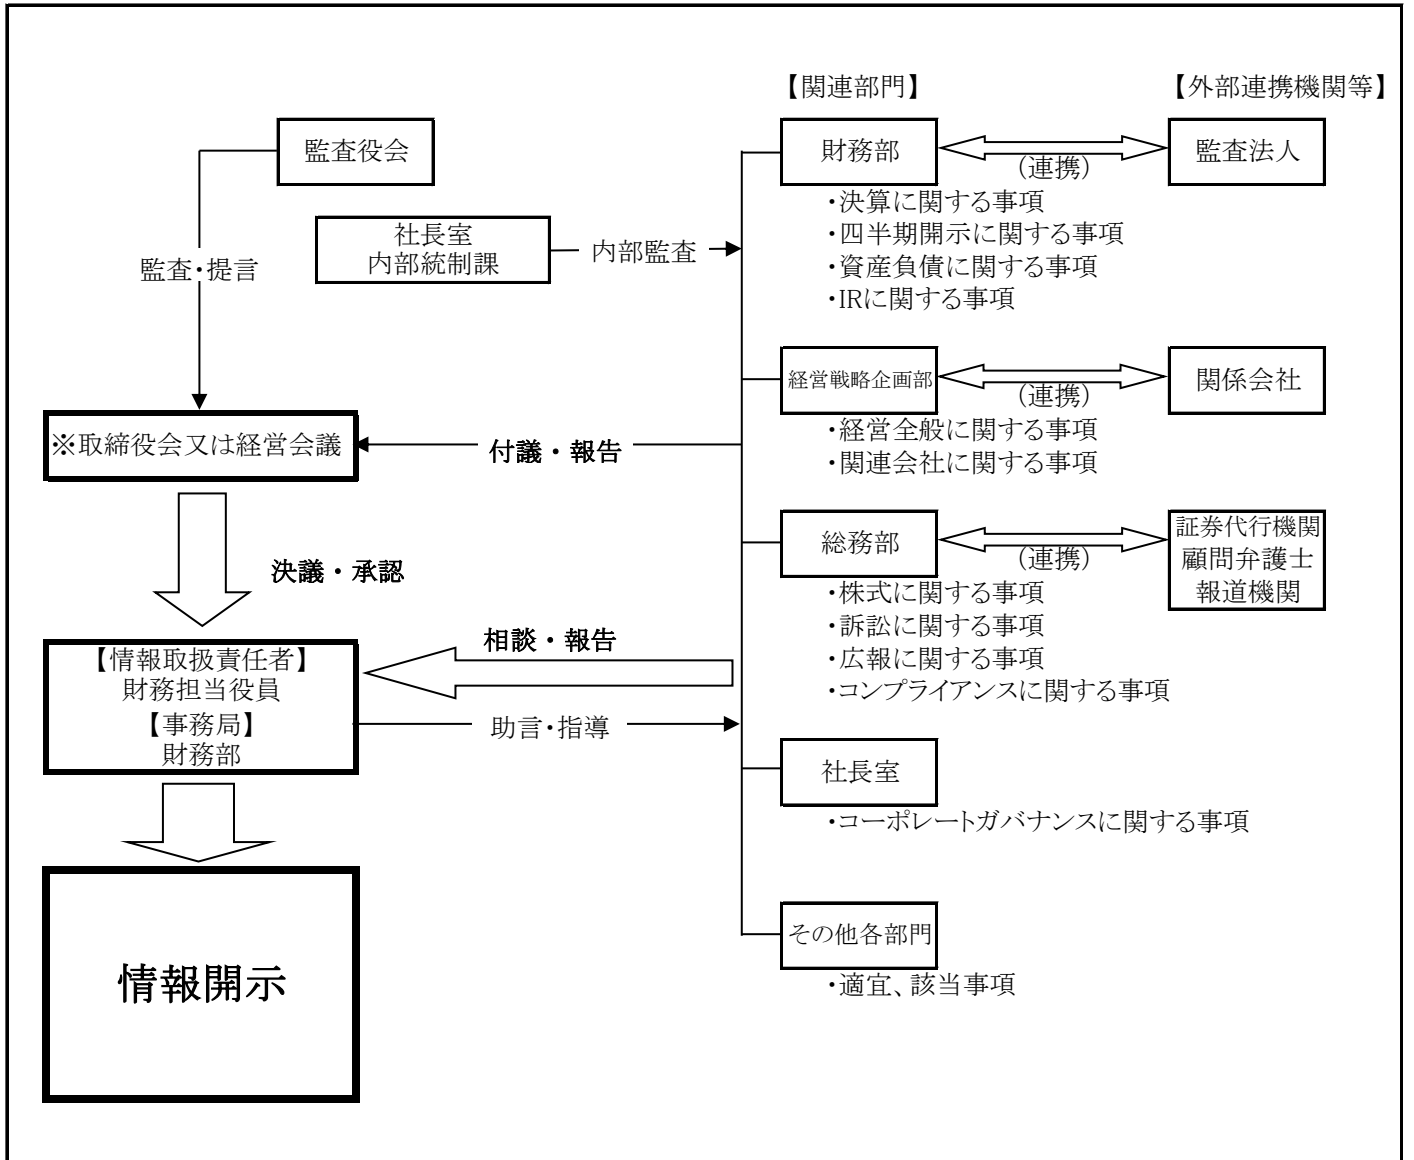 【関連部門】
【外部連携機関等】
監査役会
財務部
(連携)
監査法人
・決算に関する事項
・四半期開示に関する事項
・資産負債に関する事項
・IRに関する事項
社長室
内部統制課
内部監査
監査・提言
経営戦略企画部
(連携)
関係会社
・経営全般に関する事項
・関連会社に関する事項
※取締役会又は経営会議
付議・報告
総務部
(連携)
証券代行機関
顧問弁護士
報道機関
・株式に関する事項
・訴訟に関する事項
・広報に関する事項
・コンプライアンスに関する事項
決議・承認
相談・報告
【情報取扱責任者】
財務担当役員
【事務局】
財務部
助言・指導
社長室
・コーポレートガバナンスに関する事項
その他各部門
・適宜、該当事項
情報開示